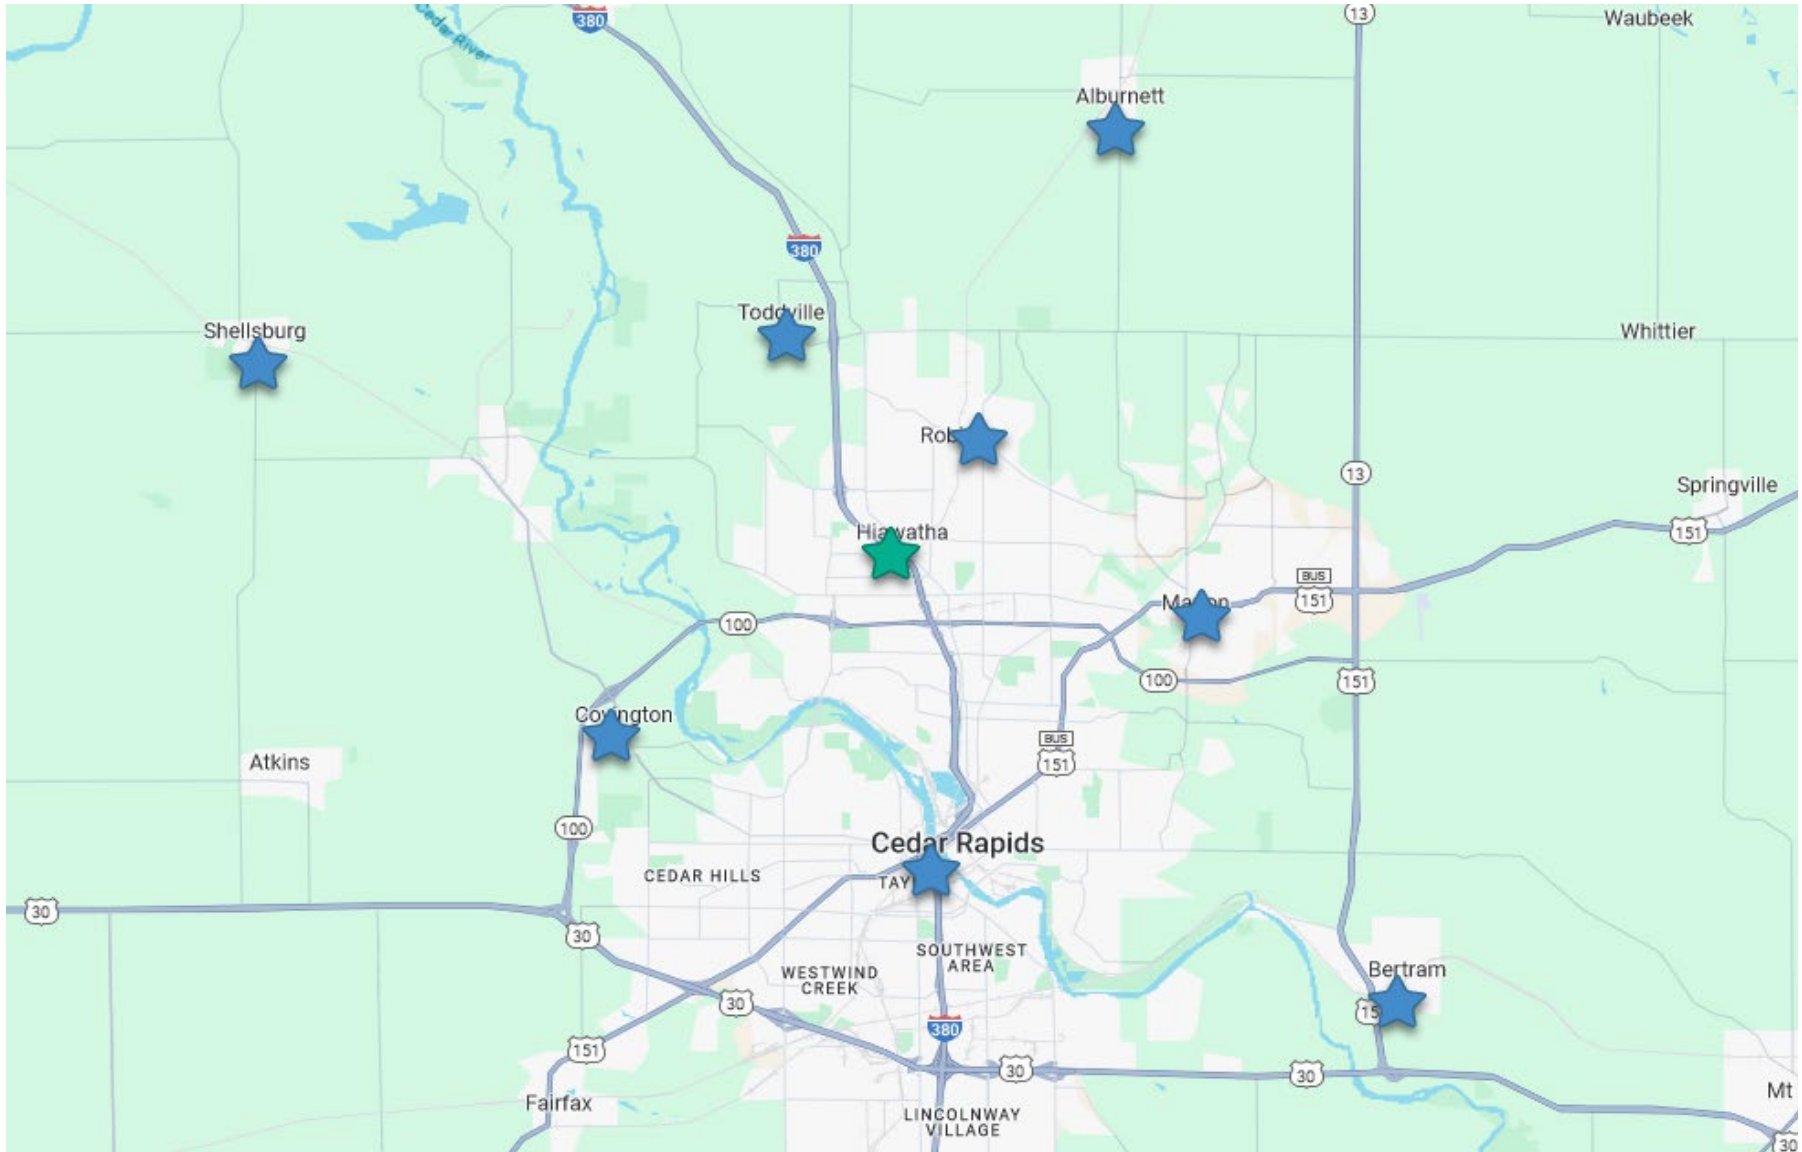 380
13
Waubeek
Cedar River
Alburnett
380
Toddville
Shellsburg
Whittier
13
Springville
151
Hiawatha
BUS
151
100
100
151
Covington
BUS
151
Atkins
100
Cedar Rapids
CEDAR HILLS
30
30
SOUTHWEST
AREA
WESTWIND
CREEK
Bertram
30
380
151
30
30
Mt
Fairfax
LINCOLNWAY
VILLAGE
30